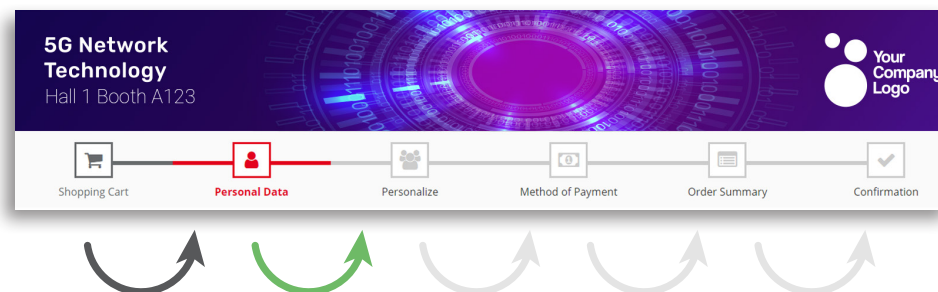 5G Network
Technology
Hall 1 Booth A123
Your
Company
Logo
Shopping Cart
Personal Data
Personalize
Method of Payment
Order Summary
Confirmation